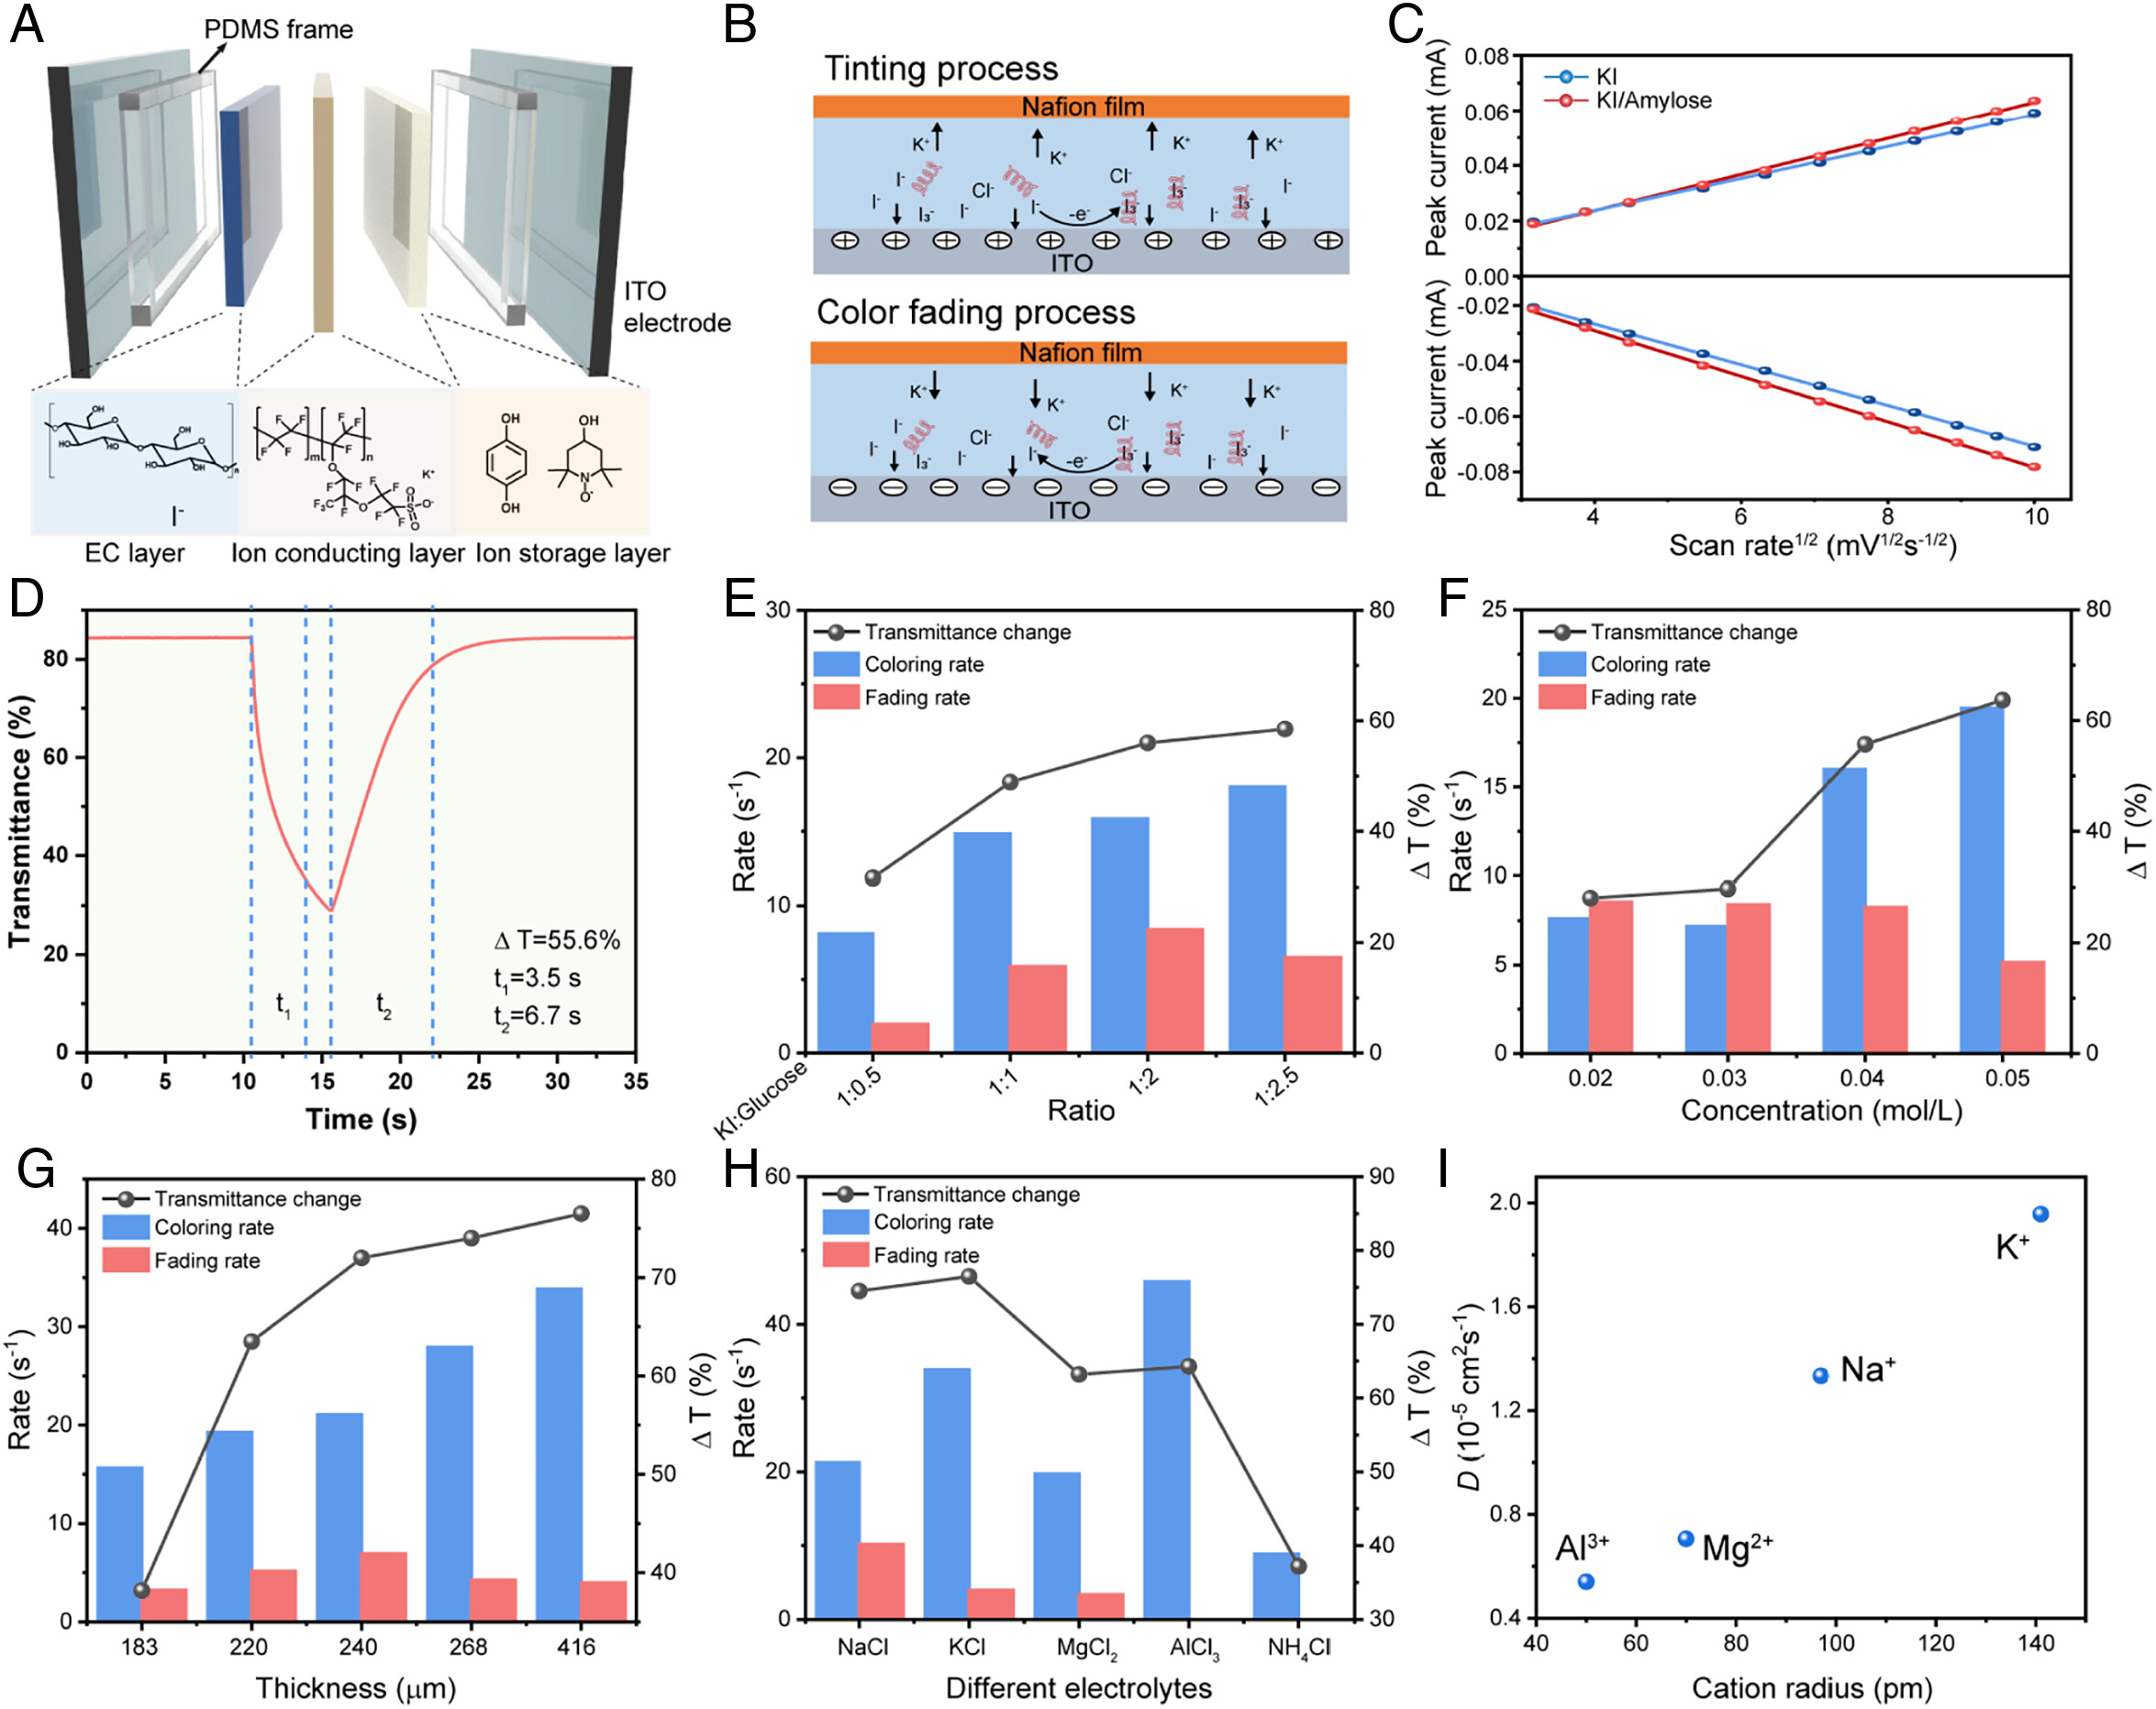 A
PDMS frame
ITO
electrode
OH
O
HO
OH
OH
O
HO
OH
O
n
I⁻
F
F
F
F
m
F
F
F
n
O
F
F
F₃C
F
O
F
F
F
F
S
O
O
O⁻
K⁺
OH
OH
OH
N
O·
EC layer
Ion conducting layer
Ion storage layer
B
Tinting process
Nafion film
K⁺ K⁺ K⁺ K⁺
I⁻ Cl⁻ Cl⁻ I₃⁻ I⁻
I⁻ I₃⁻ I⁻ I⁻ -e⁻ I₃⁻ I⁻ I₃⁻
ITO
Color fading process
Nafion film
K⁺ K⁺ K⁺ K⁺
I⁻ Cl⁻ Cl⁻ I₃⁻ I⁻
I⁻ I₃⁻ I⁻ I⁻ -e⁻ I₃⁻ I⁻ I₃⁻
ITO
C
KI
KI/Amylose
Peak current (mA)
0.08
0.06
0.04
0.02
0.00
Peak current (mA)
-0.02
-0.04
-0.06
-0.08
4 6 8 10
Scan rate¹ᐟ² (mV¹ᐟ²s⁻¹ᐟ²)
D
Transmittance (%)
80
60
40
20
0
t₁
t₂
Δ T=55.6%
t₁=3.5 s
t₂=6.7 s
0 5 10 15 20 25 30 35
Time (s)
E
Transmittance change
Coloring rate
Fading rate
Rate (s⁻¹)
30
20
10
0
Δ T (%)
80
60
40
20
0
KI:Glucose
1:0.5 1:1 1:2 1:2.5
Ratio
F
Transmittance change
Coloring rate
Fading rate
Rate (s⁻¹)
25
20
15
10
5
0
Δ T (%)
80
60
40
20
0
0.02 0.03 0.04 0.05
Concentration (mol/L)
G
Transmittance change
Coloring rate
Fading rate
Rate (s⁻¹)
40
30
20
10
0
Δ T (%)
80
70
60
50
40
183 220 240 268 416
Thickness (μm)
H
Transmittance change
Coloring rate
Fading rate
Rate (s⁻¹)
60
40
20
0
Δ T (%)
90
80
70
60
50
40
30
NaCl KCl MgCl₂ AlCl₃ NH₄Cl
Different electrolytes
I
D (10⁻⁵ cm²s⁻¹)
2.0
1.6
1.2
0.8
0.4
K⁺
Na⁺
Al³⁺
Mg²⁺
40 60 80 100 120 140
Cation radius (pm)